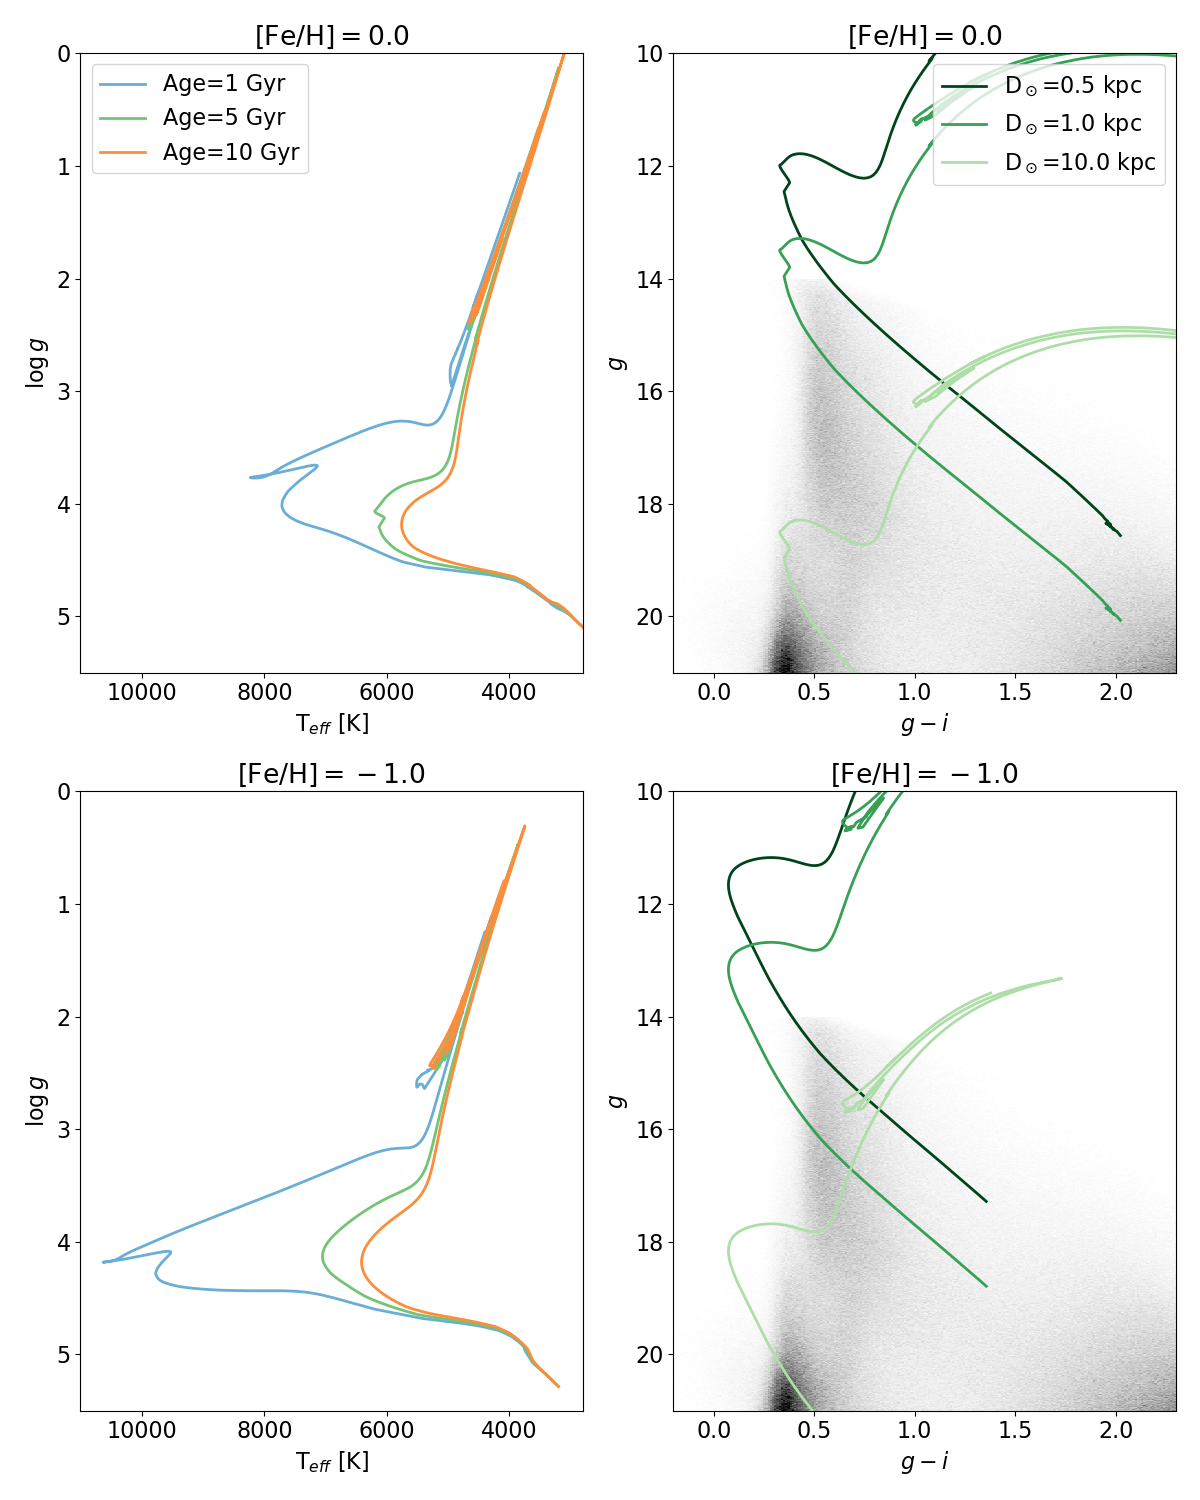 [Fe/H] = 0.0
0
1
2
3
4
5
log g
Age=1 Gyr
Age=5 Gyr
Age=10 Gyr
10000 8000 6000 4000
T_eff [K]
[Fe/H] = 0.0
10
12
14
16
18
20
g
D_⊙=0.5 kpc
D_⊙=1.0 kpc
D_⊙=10.0 kpc
0.0 0.5 1.0 1.5 2.0
g − i
[Fe/H] = −1.0
0
1
2
3
4
5
log g
10000 8000 6000 4000
T_eff [K]
[Fe/H] = −1.0
10
12
14
16
18
20
g
0.0 0.5 1.0 1.5 2.0
g − i